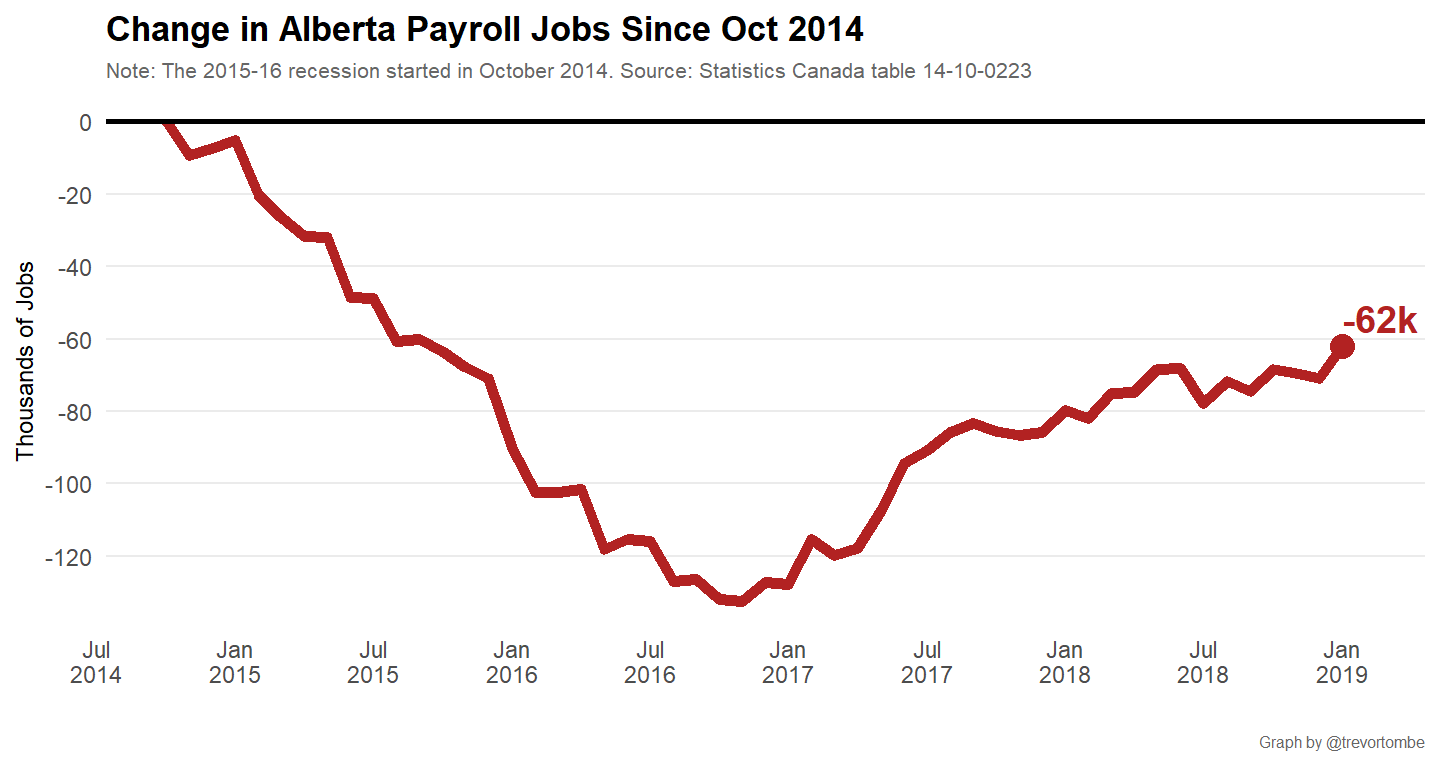 Change in Alberta Payroll Jobs Since Oct 2014
Note: The 2015-16 recession started in October 2014. Source: Statistics Canada table 14-10-0223
Thousands of Jobs
0
-20
-40
-60
-80
-100
-120
-62k
Jul
2014
Jan
2015
Jul
2015
Jan
2016
Jul
2016
Jan
2017
Jul
2017
Jan
2018
Jul
2018
Jan
2019
Graph by @trevortombe